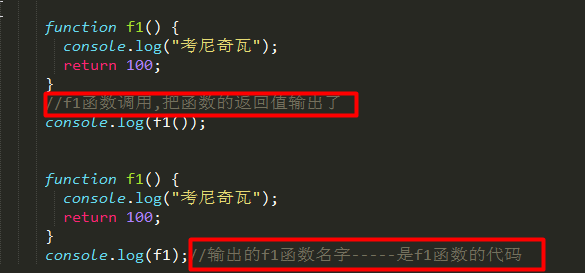 function f1() {
console.log("考尼奇瓦");
return 100;
}
//f1函数调用,把函数的返回值输出了
console.log(f1());
function f1() {
console.log("考尼奇瓦");
return 100;
}
console.log(f1);//输出的f1函数名字-----是f1函数的代码